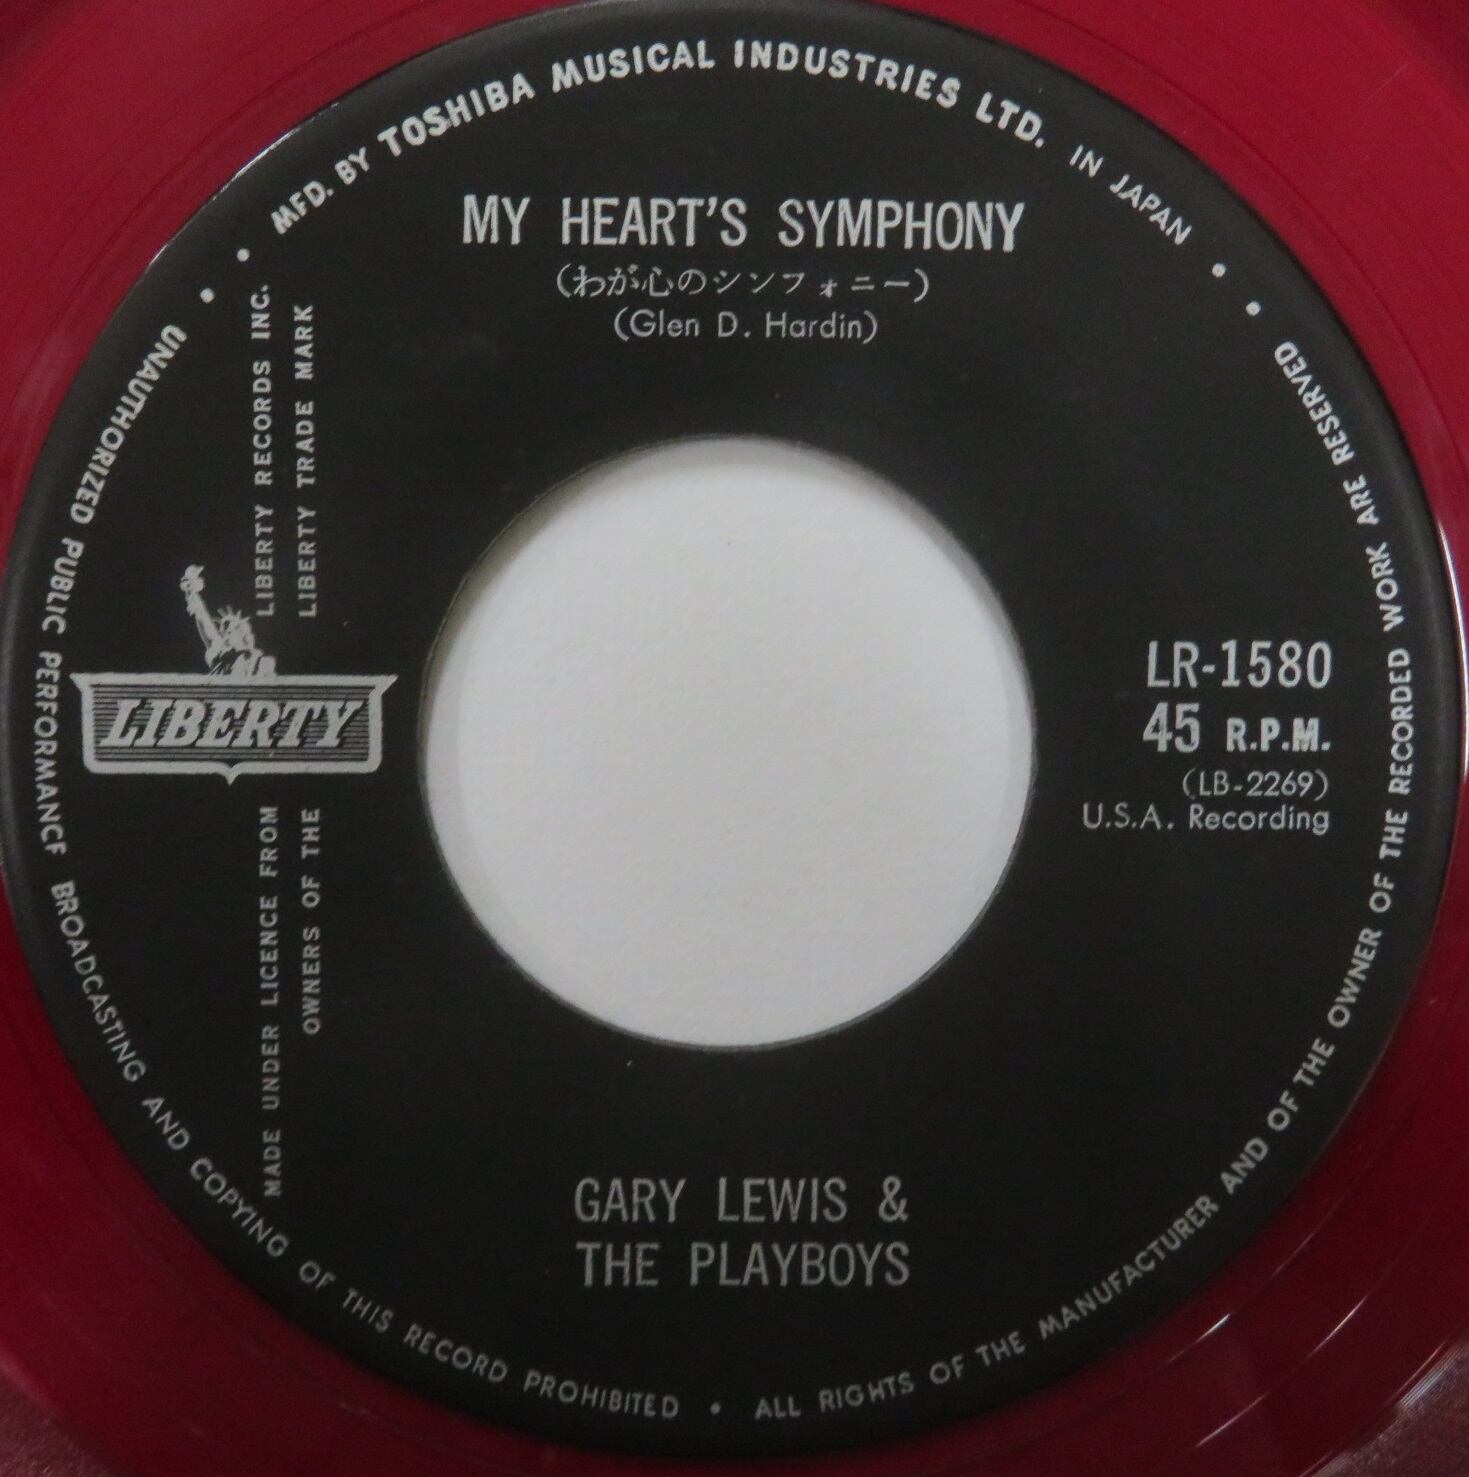 MFD. BY TOSHIBA MUSICAL INDUSTRIES LTD. IN JAPAN
MY HEART'S SYMPHONY
(わが心のシンフォニー)
(Glen D. Hardin)
LIBERTY RECORDS INC.
LIBERTY TRADE MARK
LIBERTY
MADE UNDER LICENCE FROM
OWNERS OF THE
LR-1580
45 R.P.M.
(LB-2269)
U.S.A. Recording
GARY LEWIS &
THE PLAYBOYS
• ALL RIGHTS OF THE MANUFACTURER AND OF THE OWNER OF THE RECORDED WORK ARE RESERVED •
• UNAUTHORIZED PUBLIC PERFORMANCE BROADCASTING AND COPYING OF THIS RECORD PROHIBITED